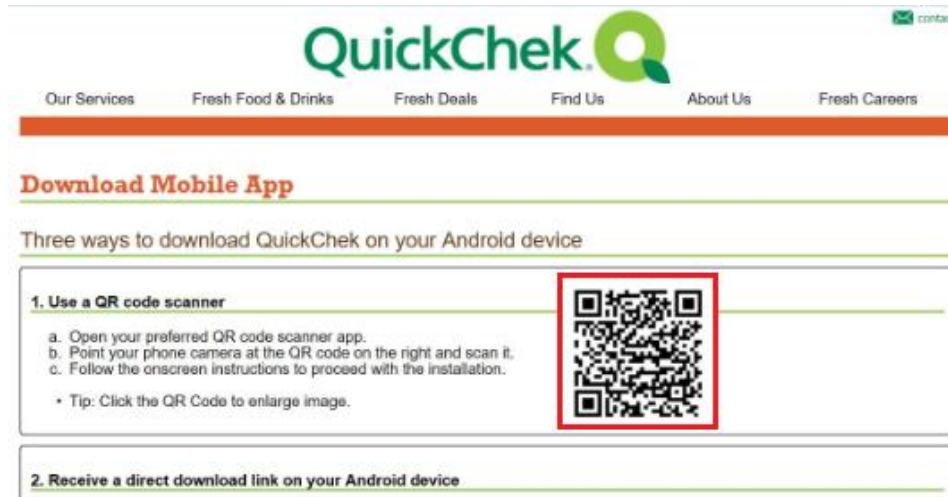 contac
QuickChek.
Our Services Fresh Food & Drinks Fresh Deals Find Us About Us Fresh Careers
Download Mobile App
Three ways to download QuickChek on your Android device
1. Use a QR code scanner
a. Open your preferred QR code scanner app.
b. Point your phone camera at the QR code on the right and scan it.
c. Follow the onscreen instructions to proceed with the installation.
• Tip: Click the QR Code to enlarge image.
2. Receive a direct download link on your Android device